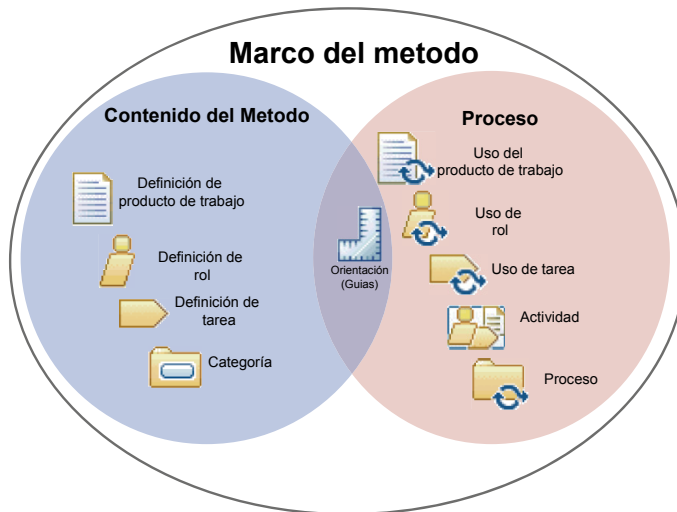 Marco del metodo
Contenido del Metodo
Definición de
producto de trabajo
Definición de
rol
Definición de
tarea
Categoría
Orientación
(Guias)
Proceso
Uso del
producto de trabajo
Uso de
rol
Uso de tarea
Actividad
Proceso